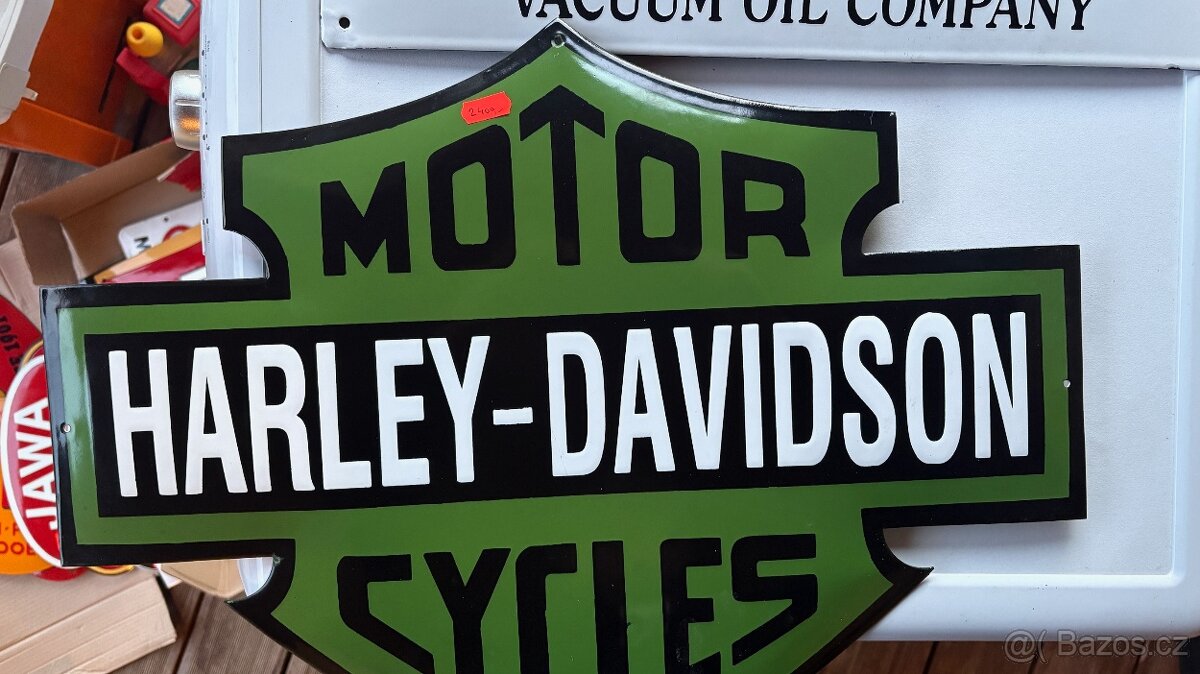 VACUUM OIL COMPANY
2400,-
MOTOR
HARLEY-DAVIDSON
CYCLES
JAWA
@( Bazos.cz